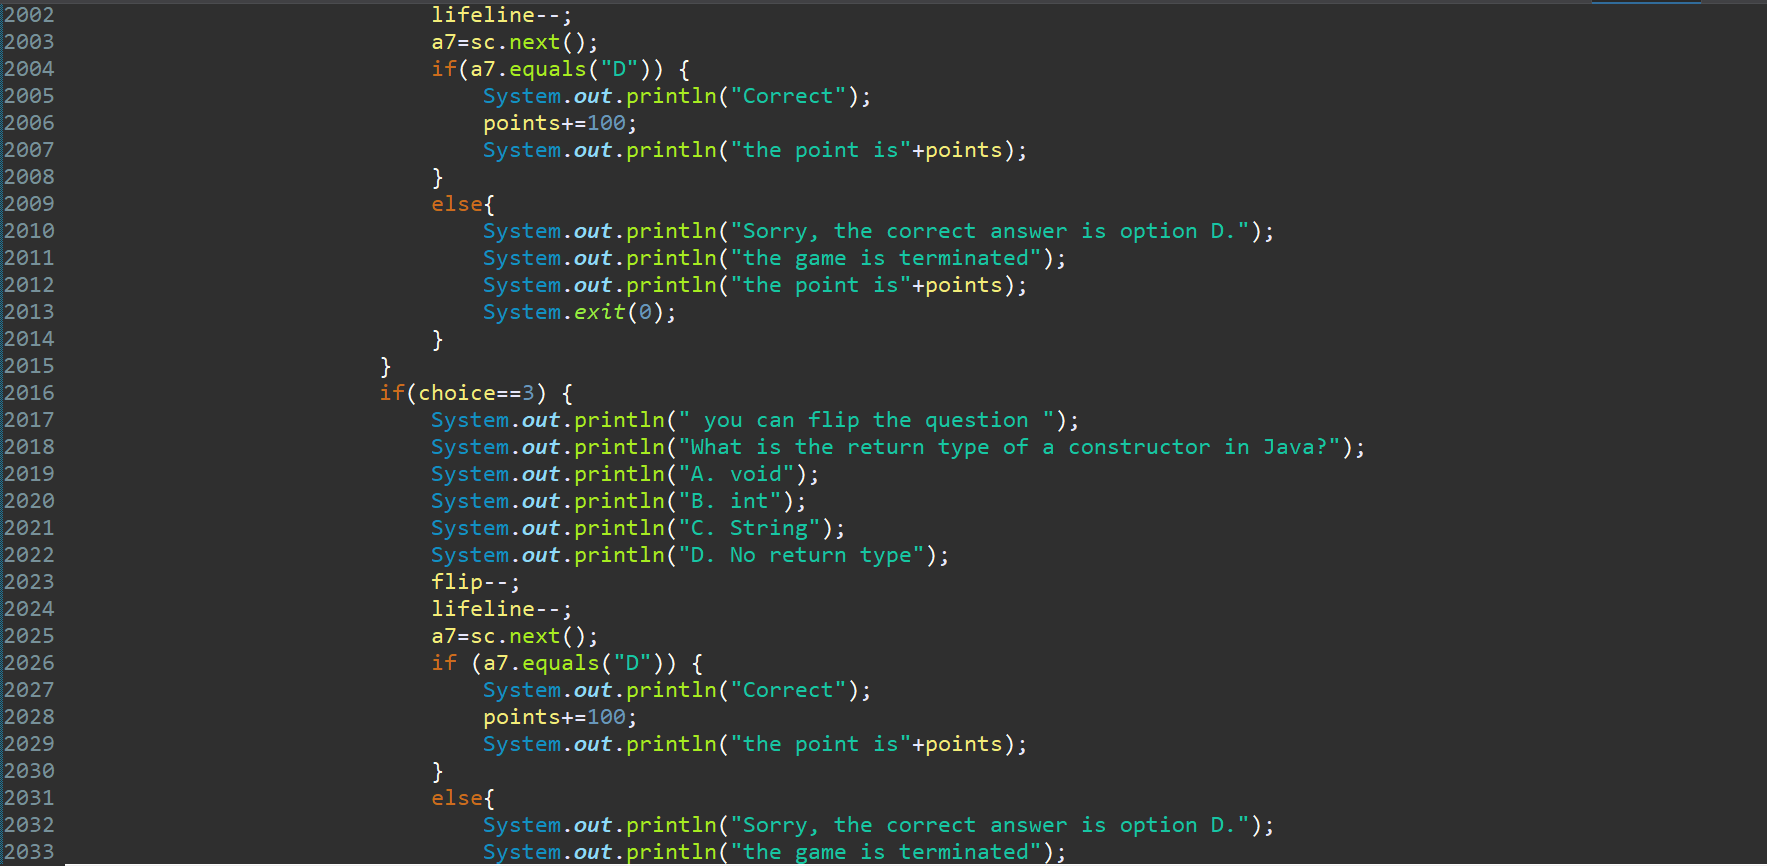 2002 lifeline--;
2003 a7=sc.next();
2004 if(a7.equals("D")) {
2005 System.out.println("Correct");
2006 points+=100;
2007 System.out.println("the point is"+points);
2008 }
2009 else{
2010 System.out.println("Sorry, the correct answer is option D.");
2011 System.out.println("the game is terminated");
2012 System.out.println("the point is"+points);
2013 System.exit(0);
2014 }
2015 }
2016 if(choice==3) {
2017 System.out.println(" you can flip the question ");
2018 System.out.println("What is the return type of a constructor in Java?");
2019 System.out.println("A. void");
2020 System.out.println("B. int");
2021 System.out.println("C. String");
2022 System.out.println("D. No return type");
2023 flip--;
2024 lifeline--;
2025 a7=sc.next();
2026 if (a7.equals("D")) {
2027 System.out.println("Correct");
2028 points+=100;
2029 System.out.println("the point is"+points);
2030 }
2031 else{
2032 System.out.println("Sorry, the correct answer is option D.");
2033 System.out.println("the game is terminated");